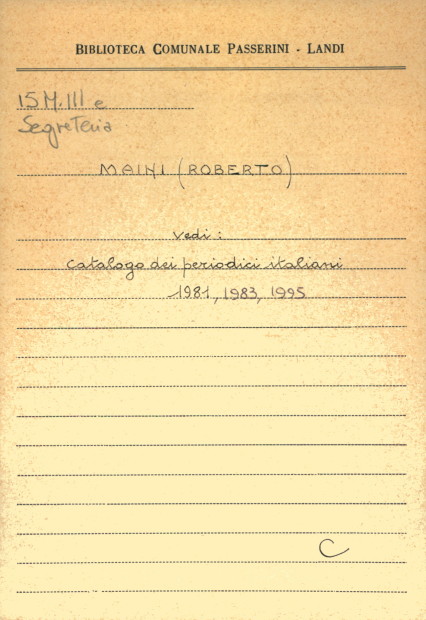 BIBLIOTECA COMUNALE PASSERINI - LANDI
15 M. III e
Segreteria
MAINI (ROBERTO)
Vedi:
Catalogo dei periodici italiani
1981, 1983, 1995
C